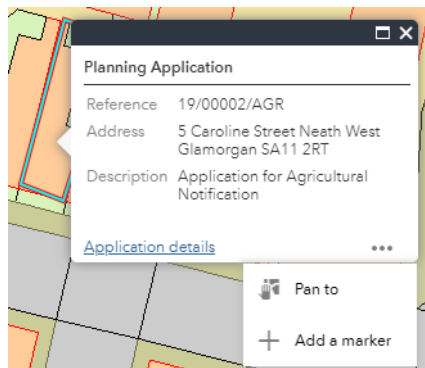 Planning Application
Reference 19/00002/AGR
Address 5 Caroline Street Neath West
Glamorgan SA11 2RT
Description Application for Agricultural
Notification
Application details
Pan to
Add a marker